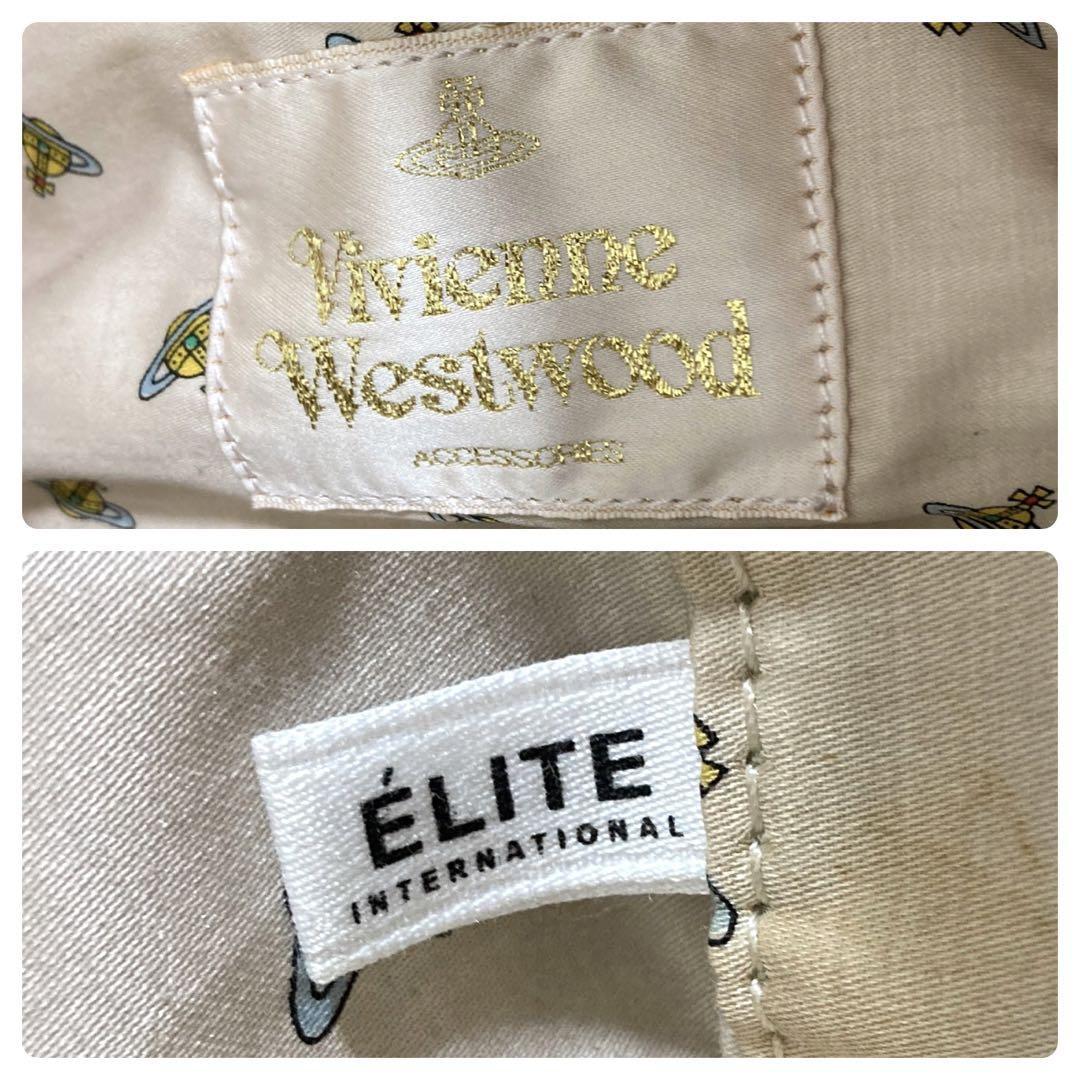 Vivienne
Westwood
ACCESSORIES
ÉLITE
INTERNATIONAL